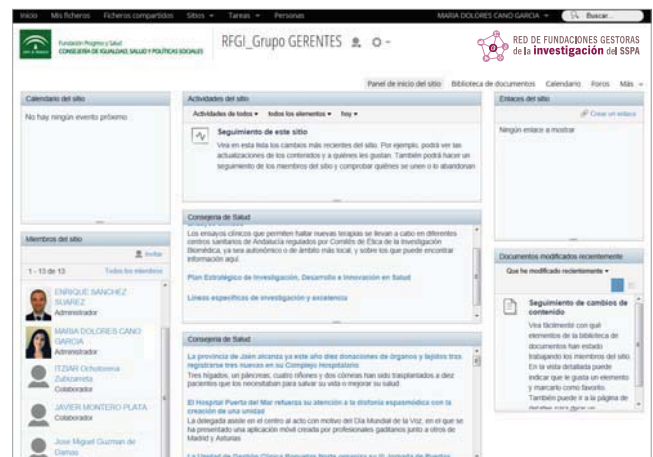 Inicio Mis ficheros Ficheros compartidos Sitios Tareas Personas MARIA DOLORES CANO GARCIA Buscar...
Fundación Progreso y Salud
CONSEJERÍA DE IGUALDAD, SALUD Y POLÍTICAS SOCIALES
RFGI_Grupo GERENTES
RED DE FUNDACIONES GESTORAS
de la investigación del SSPA
Panel de inicio del sitio Biblioteca de documentos Calendario Foros Más
Calendario del sitio
No hay ningún evento próximo
Miembros del sitio
Invitar
1 - 13 de 13 Todos los miembros
ENRIQUE SANCHEZ
SUAREZ
Administrador
MARIA DOLORES CANO
GARCIA
Administrador
ITZIAR Ochotorena
Zubizarreta
Colaborador
JAVIER MONTERO PLATA
Colaborador
Jose Miguel Guzman de
Damas
Actividades del sitio
Actividades de todos todos los elementos hoy
Seguimiento de este sitio
Vea en esta lista los cambios más recientes del sitio. Por ejemplo, podrá ver las
actualizaciones de los contenidos y a quiénes les gustan. También podrá hacer un
seguimiento de los miembros del sitio y comprobar quiénes se unen o lo abandonan
Consejería de Salud
Los ensayos clínicos que permiten hallar nuevas terapias se llevan a cabo en diferentes
centros sanitarios de Andalucía regulados por Comités de Ética de la Investigación
Biomédica, ya sea autonómico o de ámbito más local, y sobre los que puede encontrar
información aquí.
Plan Estratégico de Investigación, Desarrollo e Innovación en Salud
Líneas específicas de investigación y excelencia
Consejería de Salud
La provincia de Jaén alcanza ya este año diez donaciones de órganos y tejidos tras
registrarse tres nuevas en su Complejo Hospitalario
Tres hígados, un páncreas, cuatro riñones y dos córneas han sido trasplantados a diez
pacientes que los necesitaban para salvar su vida o mejorar su salud
El Hospital Puerta del Mar refuerza su atención a la disfonía espasmódica con la
creación de una unidad
La delegada asiste en el centro al acto con motivo del Día Mundial de la Voz, en el que se
ha presentado una aplicación móvil creada por profesionales gaditanos junto a otros de
Madrid y Asturias
Enlaces del sitio
Crear un enlace
Ningún enlace a mostrar
Documentos modificados recientemente
Que he modificado recientemente
Seguimiento de cambios de
contenido
Vea fácilmente con qué
elementos de la biblioteca de
documentos han estado
trabajando los miembros del sitio.
En la vista detallada puede
indicar que le gusta un elemento
y marcarlo como favorito.
También puede ir a la página de